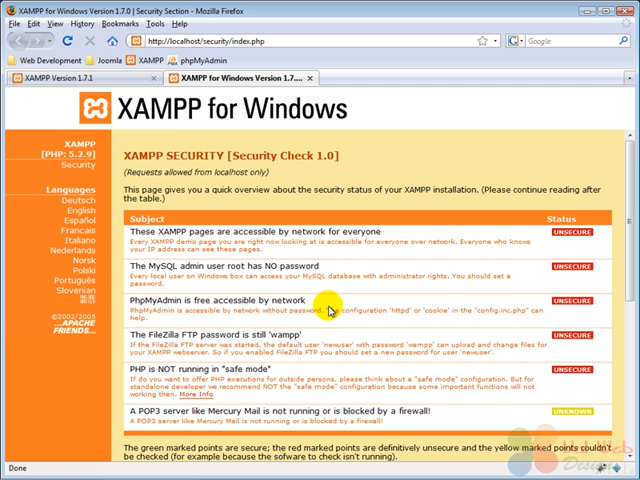 XAMPP for Windows Version 1.7.0 | Security Section - Mozilla Firefox
File Edit View History Bookmarks Tools Help
http://localhost/security/index.php
Google
Web Development Joomla XAMPP phpMyAdmin
XAMPP Version 1.7.1
XAMPP for Windows Version 1.7....
XAMPP for Windows
XAMPP
[PHP: 5.2.9]
Security
Languages
Deutsch
English
Español
Francais
Italiano
Nederlands
Norsk
Polski
Português
Slovenian
©2002/2005
...APACHE
FRIENDS...
XAMPP SECURITY [Security Check 1.0]
(Requests allowed from localhost only)
This page gives you a quick overview about the security status of your XAMPP installation. (Please continue reading after
the table.)
Subject Status
These XAMPP pages are accessible by network for everyone UNSECURE
Every XAMPP demo page you are right now looking at is accessible for everyone over network. Everyone who knows
your IP address can see these pages.
The MySQL admin user root has NO password UNSECURE
Every local user on Windows box can access your MySQL database with administrator rights. You should set a
password.
PhpMyAdmin is free accessible by network UNSECURE
PhpMyAdmin is accessible by network without password. configuration 'httpd' or 'cookie' in the "config.inc.php" can
help.
The FileZilla FTP password is still 'wampp' UNSECURE
If the FileZilla FTP server was started, the default user 'newuser' with password 'wampp' can upload and change files for
your XAMPP webserver. So if you enabled FileZilla FTP you should set a new password for user 'newuser'.
PHP is NOT running in "safe mode" UNSECURE
If do you want to offer PHP executions for outside persons, please think about a "safe mode" configuration. But for
standalone developer we recommend NOT the "safe mode" configuration because some important functions will not
working then. More Info
A POP3 server like Mercury Mail is not running or is blocked by a firewall! UNKNOWN
A POP3 server like Mercury Mail is not running or is blocked by a firewall!
The green marked points are secure; the red marked points are definitively unsecure and the yellow marked points couldn't
be checked (for example because the sofware to check isn't running).
Done